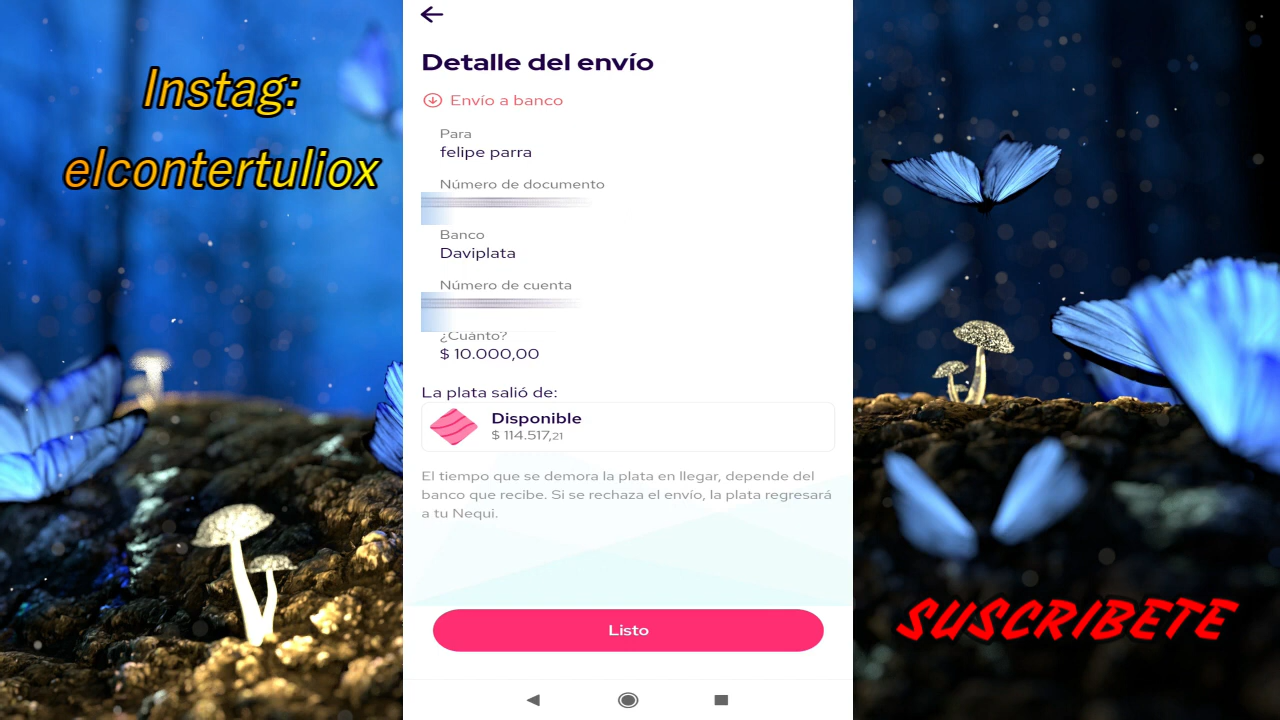 Instag:
elcontertuliox
Detalle del envío
Envío a banco
Para
felipe parra
Número de documento
Banco
Daviplata
Número de cuenta
¿Cuánto?
$ 10.000,00
La plata salió de:
Disponible
$ 114.517,21
El tiempo que se demora la plata en llegar, depende del
banco que recibe. Si se rechaza el envío, la plata regresará
a tu Nequi.
Listo
SUSCRIBETE